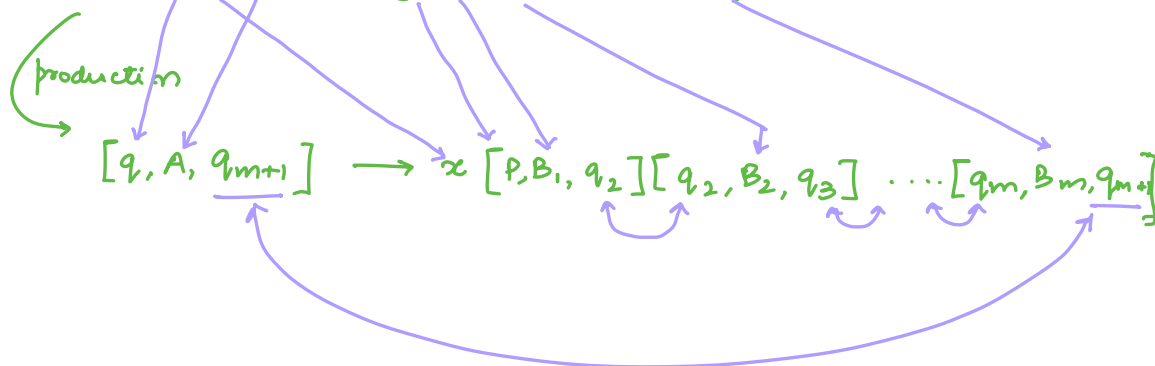 production
[q, A, qₘ₊₁] → x [P, B₁, q₂][q₂, B₂, q₃] ....[qₘ, Bₘ, qₘ₊₁]